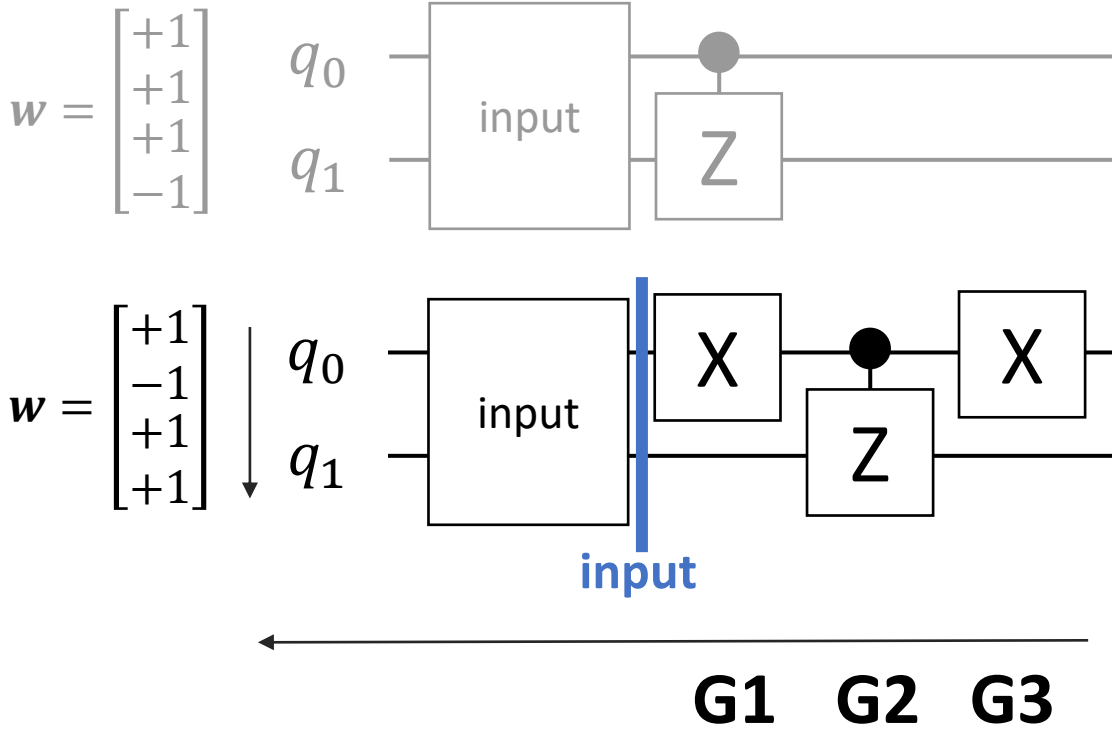 w = [+1 +1 +1 −1]
q₀
q₁
input
Z
w = [+1 −1 +1 +1]
q₀
q₁
input
X
Z
X
input
G1 G2 G3